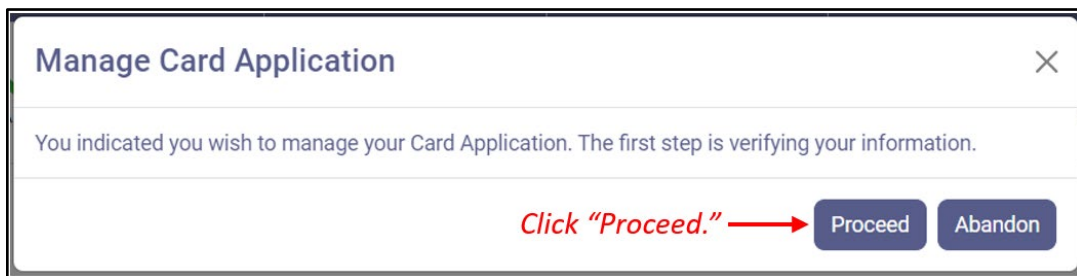 Manage Card Application
You indicated you wish to manage your Card Application. The first step is verifying your information.
Click “Proceed.” Proceed Abandon